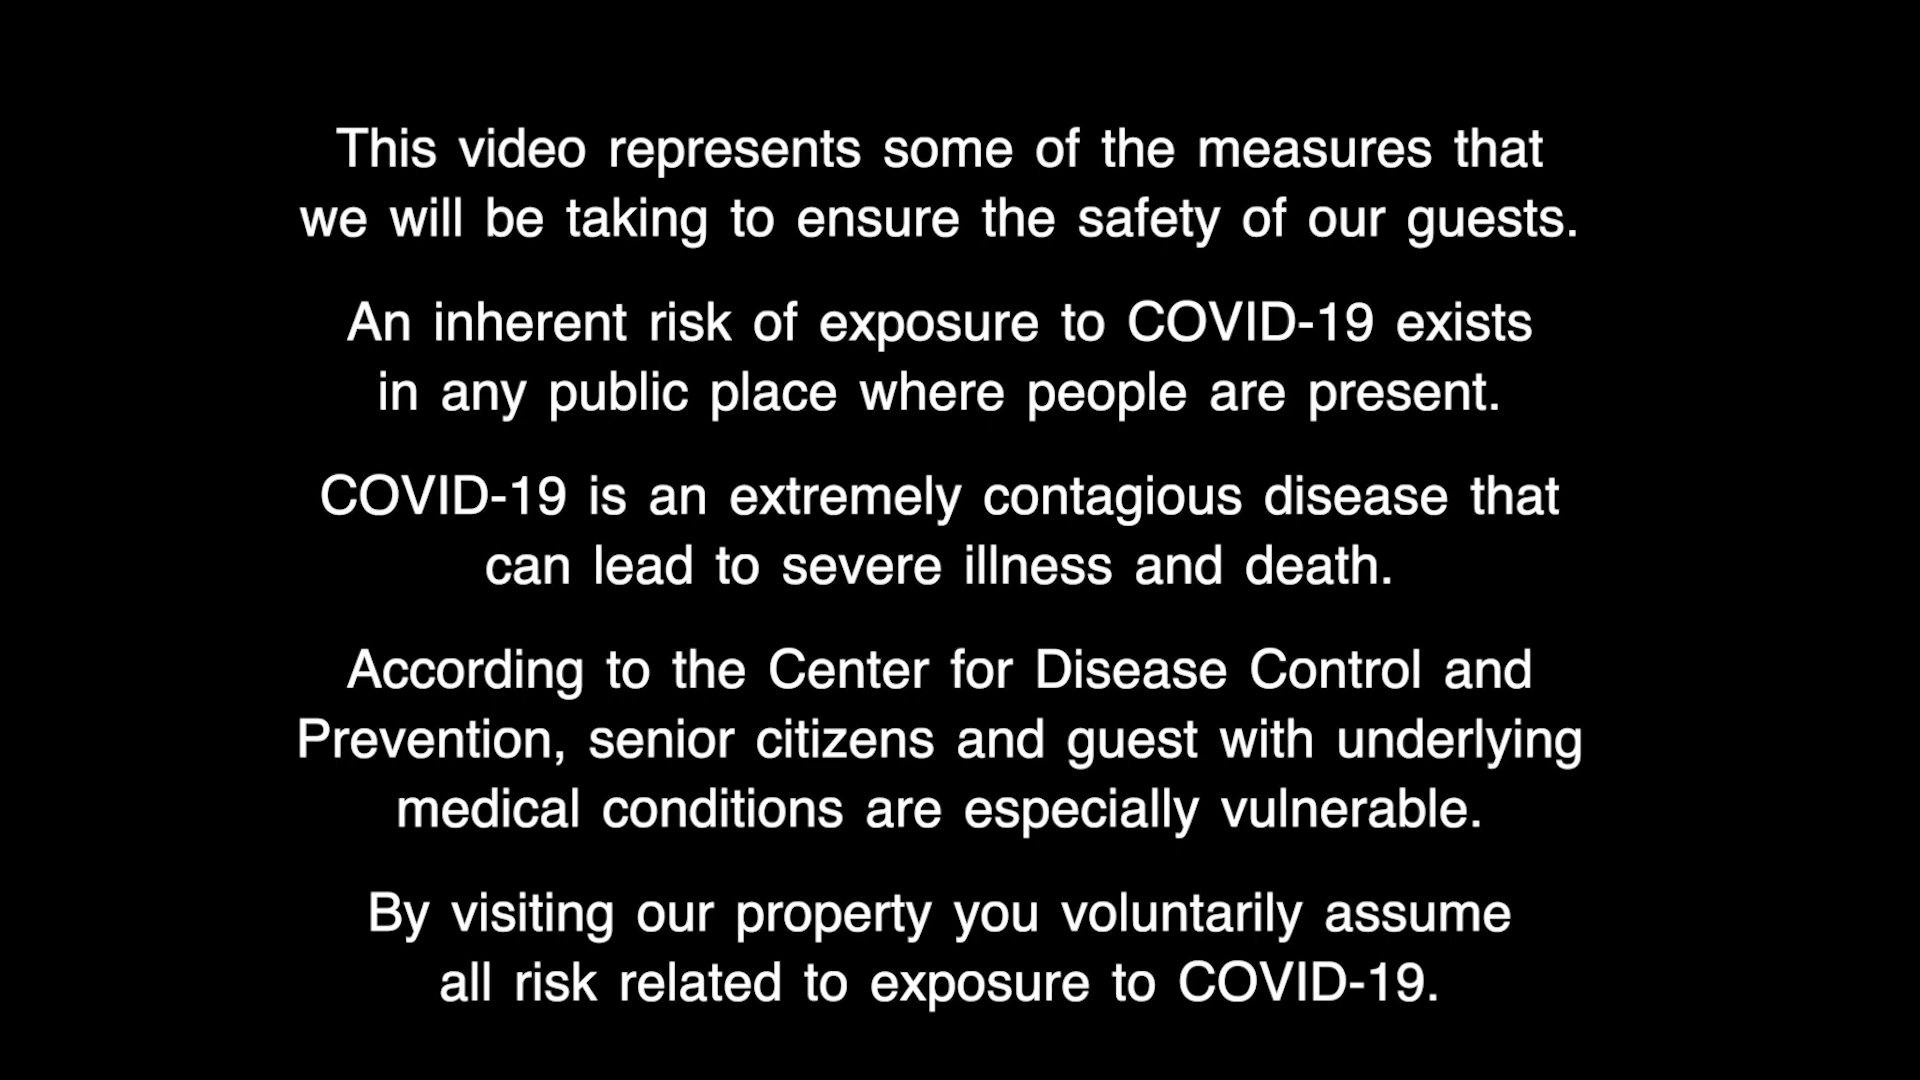 This video represents some of the measures that
we will be taking to ensure the safety of our guests.
An inherent risk of exposure to COVID-19 exists
in any public place where people are present.
COVID-19 is an extremely contagious disease that
can lead to severe illness and death.
According to the Center for Disease Control and
Prevention, senior citizens and guest with underlying
medical conditions are especially vulnerable.
By visiting our property you voluntarily assume
all risk related to exposure to COVID-19.